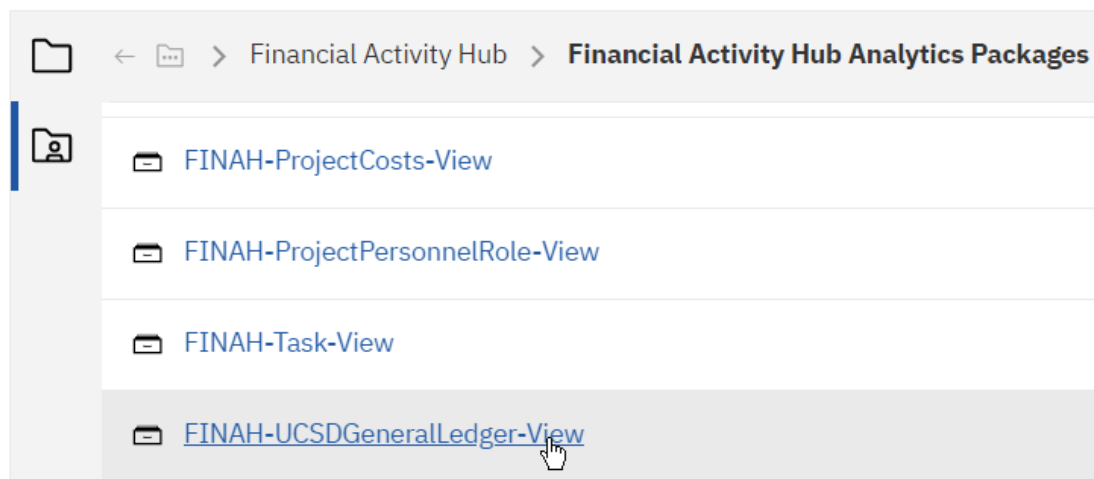 Financial Activity Hub > Financial Activity Hub Analytics Packages
FINAH-ProjectCosts-View
FINAH-ProjectPersonnelRole-View
FINAH-Task-View
FINAH-UCSDGeneralLedger-View